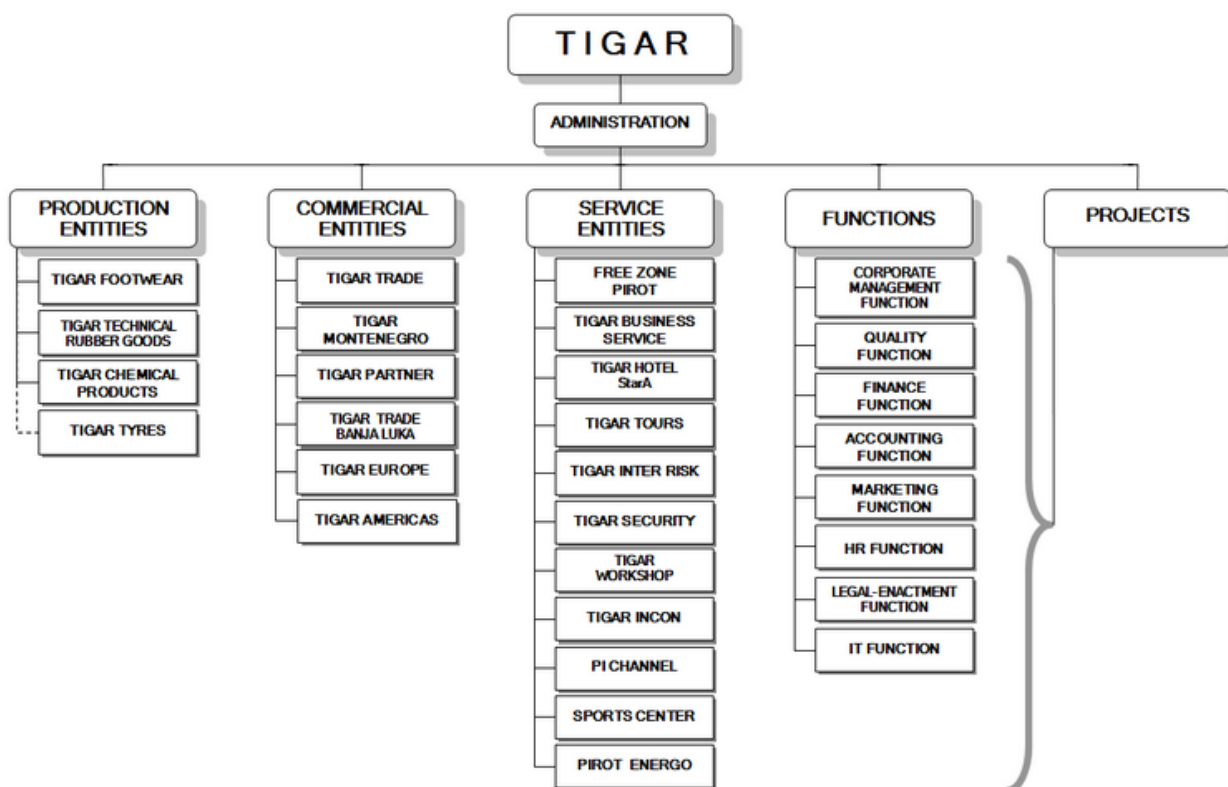 TIGAR
ADMINISTRATION
PRODUCTION
ENTITIES
TIGAR FOOTWEAR
TIGAR TECHNICAL
RUBBER GOODS
TIGAR CHEMICAL
PRODUCTS
TIGAR TYRES
COMMERCIAL
ENTITIES
TIGAR TRADE
TIGAR
MONTENEGRO
TIGAR PARTNER
TIGAR TRADE
BANJA LUKA
TIGAR EUROPE
TIGAR AMERICAS
SERVICE
ENTITIES
FREE ZONE
PIROT
TIGAR BUSINESS
SERVICE
TIGAR HOTEL
StarA
TIGAR TOURS
TIGAR INTER RISK
TIGAR SECURITY
TIGAR
WORKSHOP
TIGAR INCON
PI CHANNEL
SPORTS CENTER
PIROT ENERGO
FUNCTIONS
CORPORATE
MANAGEMENT
FUNCTION
QUALITY
FUNCTION
FINANCE
FUNCTION
ACCOUNTING
FUNCTION
MARKETING
FUNCTION
HR FUNCTION
LEGAL-ENACTMENT
FUNCTION
IT FUNCTION
PROJECTS